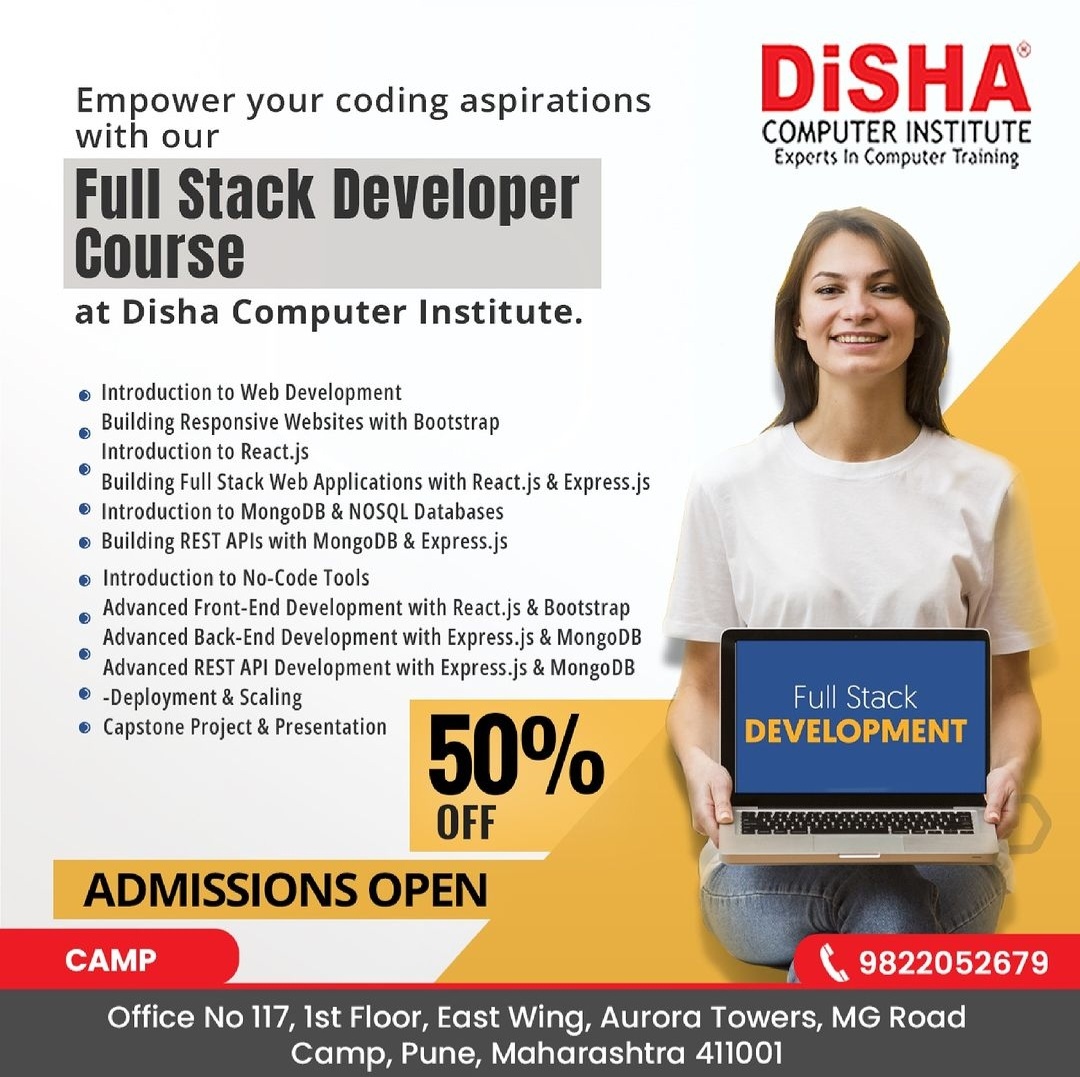 DiSHA®
COMPUTER INSTITUTE
Experts In Computer Training
Empower your coding aspirations
with our
Full Stack Developer
Course
at Disha Computer Institute.
Introduction to Web Development
Building Responsive Websites with Bootstrap
Introduction to React.js
Building Full Stack Web Applications with React.js & Express.js
Introduction to MongoDB & NOSQL Databases
Building REST APIs with MongoDB & Express.js
Introduction to No-Code Tools
Advanced Front-End Development with React.js & Bootstrap
Advanced Back-End Development with Express.js & MongoDB
Advanced REST API Development with Express.js & MongoDB
-Deployment & Scaling
Capstone Project & Presentation
Full Stack
DEVELOPMENT
50%
OFF
ADMISSIONS OPEN
CAMP
9822052679
Office No 117, 1st Floor, East Wing, Aurora Towers, MG Road
Camp, Pune, Maharashtra 411001